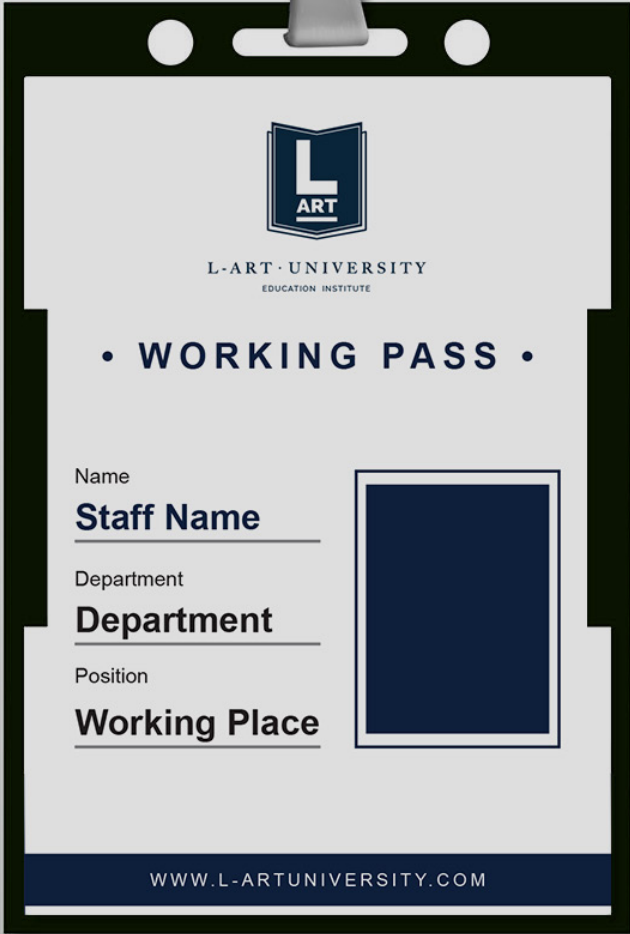 L
ART
L-ART · UNIVERSITY
EDUCATION INSTITUTE
• WORKING PASS •
Name
Staff Name
Department
Department
Position
Working Place
WWW.L-ARTUNIVERSITY.COM